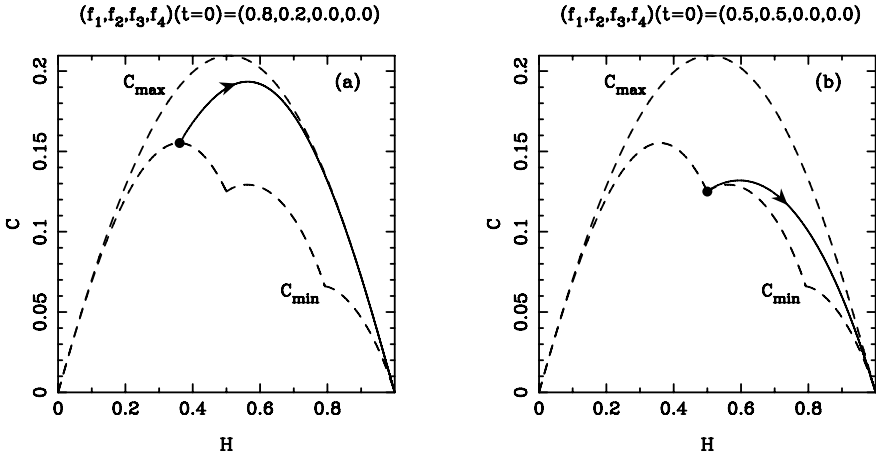 (f₁,f₂,f₃,f₄)(t=0)=(0.8,0.2,0.0,0.0)
(a)
Cmax
Cmin
C
0
0.05
0.1
0.15
0.2
0
0.2
0.4
0.6
0.8
H
(f₁,f₂,f₃,f₄)(t=0)=(0.5,0.5,0.0,0.0)
(b)
Cmax
Cmin
C
0
0.05
0.1
0.15
0.2
0
0.2
0.4
0.6
0.8
H